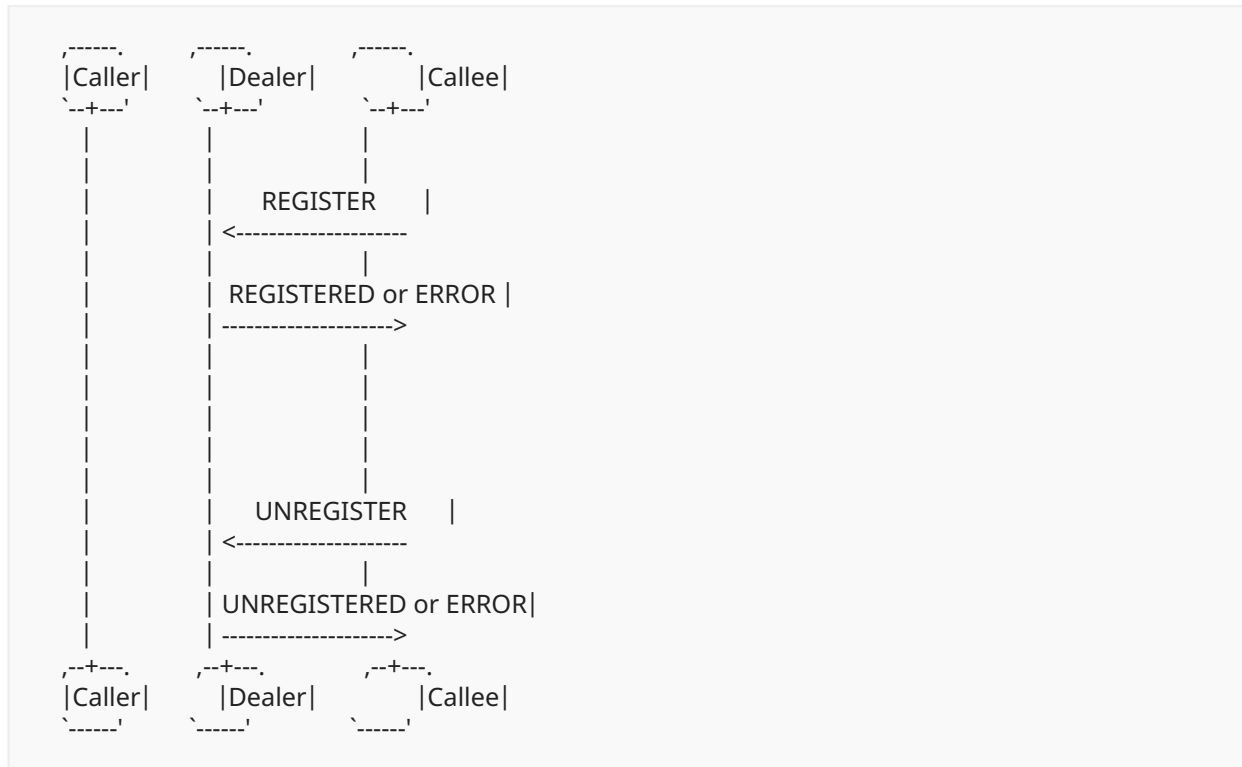 ,------.          ,------.               ,------.
|Caller|          |Dealer|               |Callee|
`--+---'          `--+---'               `--+---'
   |                 |                      |
   |                 |                      |
   |                 |       REGISTER       |
   |                 | <---------------------
   |                 |                      |
   |                 |  REGISTERED or ERROR |
   |                 | --------------------->
   |                 |                      |
   |                 |                      |
   |                 |                      |
   |                 |                      |
   |                 |                      |
   |                 |      UNREGISTER      |
   |                 | <---------------------
   |                 |                      |
   |                 | UNREGISTERED or ERROR|
   |                 | --------------------->
,--+---.          ,--+---.               ,--+---.
|Caller|          |Dealer|               |Callee|
`------'          `------'               `------'